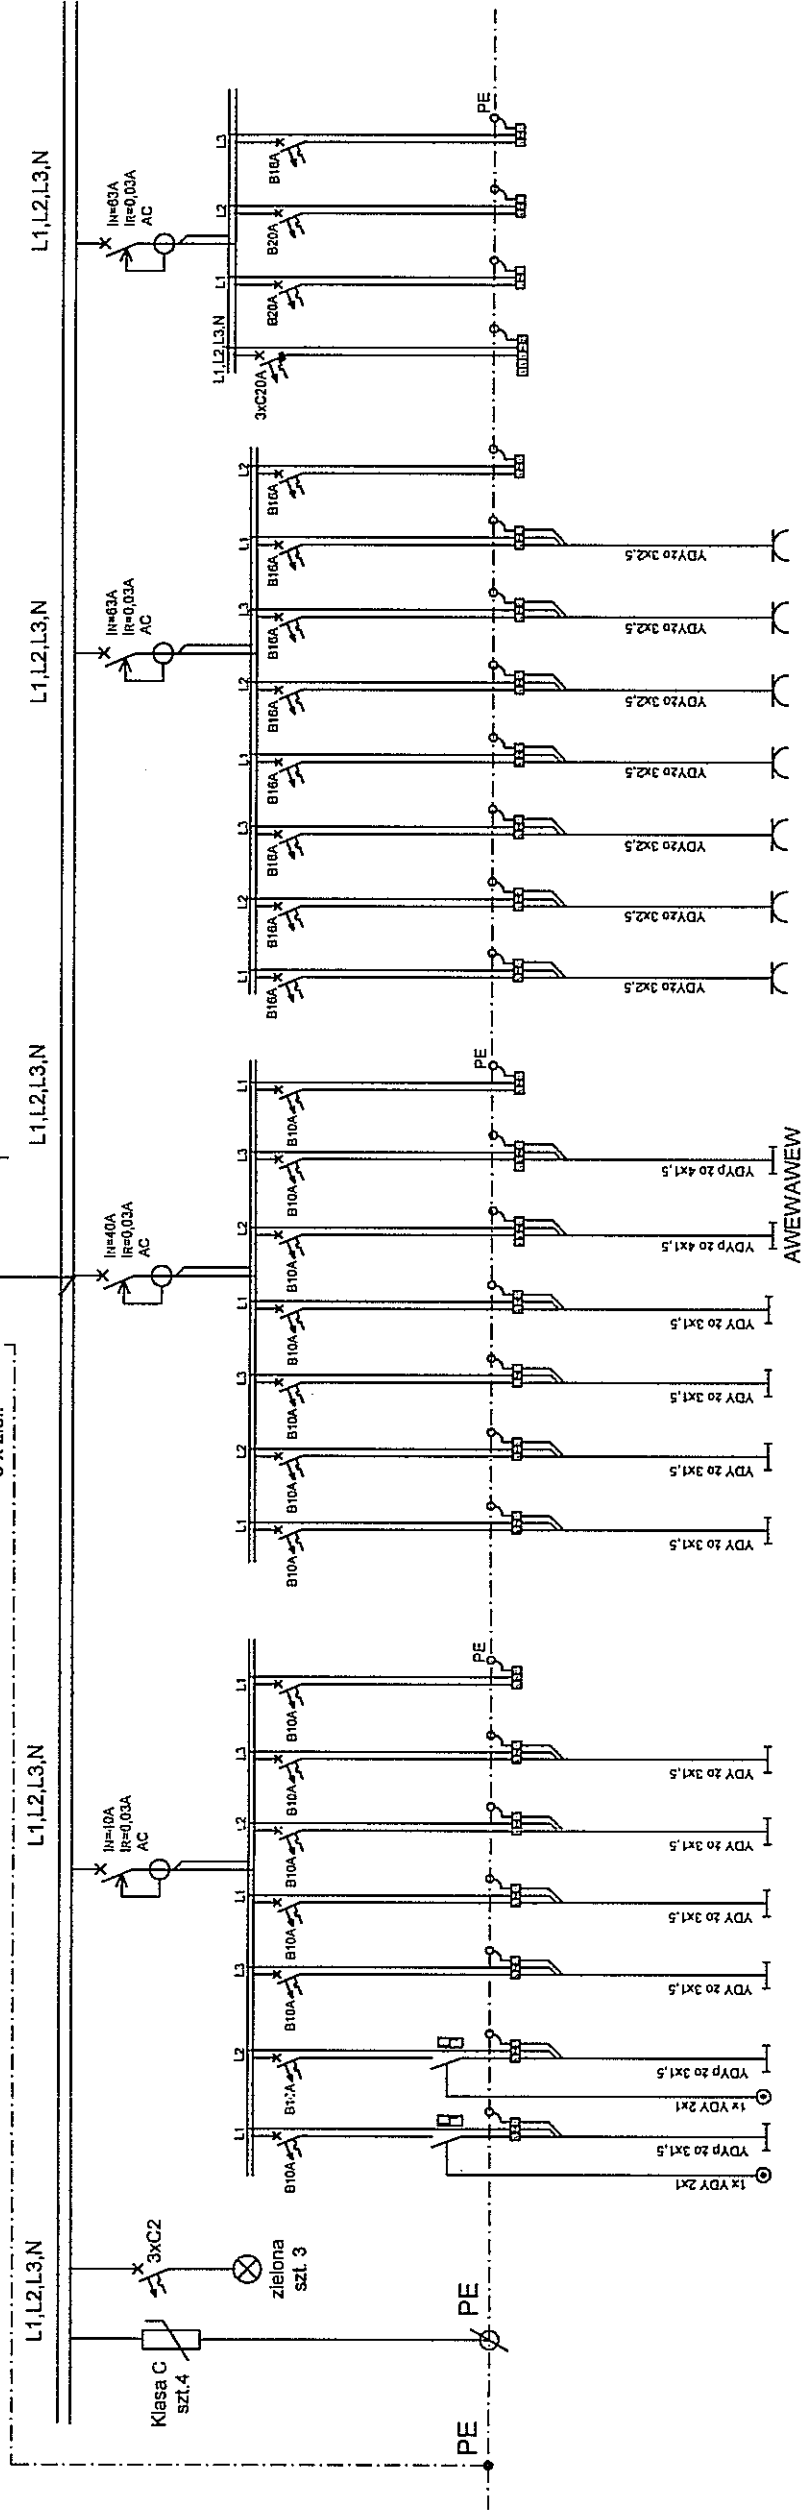 L1,L2,L3,N
L1,L2,L3,N
L1,L2,L3,N
L1,L2,L3,N
L1,L2,L3,N
Klasa C
szt.4
3xC2
zielona
szt. 3
PE
PE
IN=40A
IR=0,03A
AC
L1
L2
L3
L1
L2
L3
L1
B10A
B10A
B10A
B10A
B10A
B10A
PE
1x YDY 2x1
YDYp żo 3x1,5
1x YDY 2x1
YDYp żo 3x1,5
YDY żo 3x1,5
YDY żo 3x1,5
YDY żo 3x1,5
YDY żo 3x1,5
IN=40A
IR=0,03A
AC
L1
L2
L3
L1
L2
L3
L1
B10A
B10A
B10A
B10A
B10A
B10A
B10A
PE
YDY żo 3x1,5
YDY żo 3x1,5
YDY żo 3x1,5
YDY żo 3x1,5
YDYp żo 4x1,5
YDYp żo 4x1,5
AWEWAWEW
IN=63A
IR=0,03A
AC
L1
L2
L3
L1
L2
L3
L1
L2
B16A
B16A
B16A
B16A
B16A
B16A
B16A
B16A
YDYżo 3x2,5
YDYżo 3x2,5
YDYżo 3x2,5
YDYżo 3x2,5
YDYżo 3x2,5
YDYżo 3x2,5
YDYżo 3x2,5
IN=63A
IR=0,03A
AC
L1,L2,L3,N
L1
L2
L3
3xC20A
B20A
B20A
B16A
PE